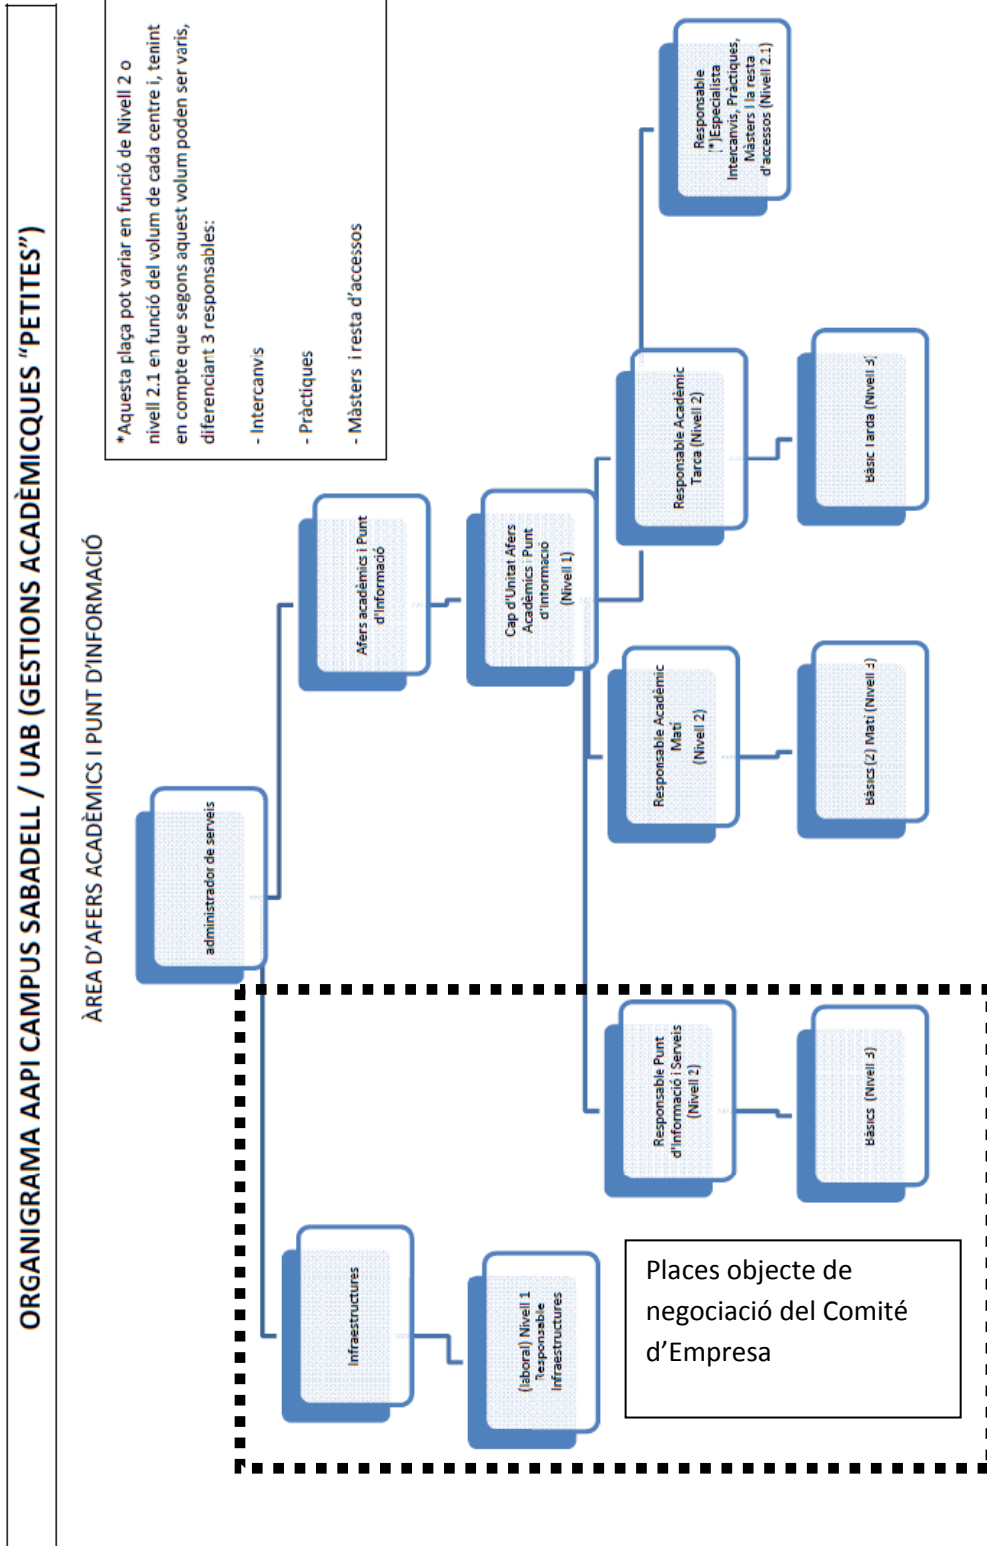 ORGANIGRAMA AAPI CAMPUS SABADELL / UAB (GESTIONS ACADÈMICQUES “PETITES”)
ÀREA D’AFERS ACADÈMICS I PUNT D’INFORMACIÓ
*Aquesta plaça pot variar en funció de Nivell 2 o
nivell 2.1 en funció del volum de cada centre i, tenint
en compte que segons aquest volum poden ser varis,
diferenciant 3 responsables:
- Intercanvis
- Pràctiques
- Màsters i resta d’accessos
administrador de serveis
Infraestructures
Afers acadèmics i Punt
d'Informació
(laboral) Nivell 1
Responsable
Infraestructures
Cap d'Unitat Afers
Acadèmics i Punt
d'Informació
(Nivell 1)
Responsable Punt
d'Informació i Serveis
(Nivell 2)
Responsable Acadèmic
Matí
(Nivell 2)
Responsable Acadèmic
Tarda (Nivell 2)
Responsable
(*)Especialista
Intercanvis, Pràctiques,
Màsters i la resta
d'accessos (Nivell 2.1)
Bàsics (Nivell 3)
Bàsics (2) Matí (Nivell 3)
Bàsic Tarda (Nivell 3)
Places objecte de
negociació del Comité
d’Empresa